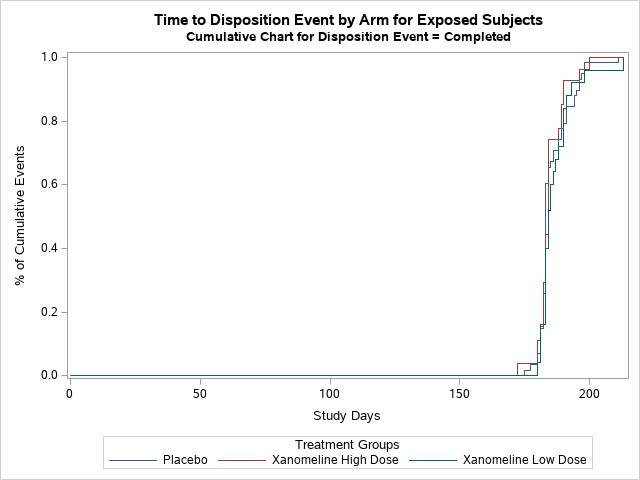 Time to Disposition Event by Arm for Exposed Subjects
Cumulative Chart for Disposition Event = Completed
1.0
0.8
0.6
0.4
0.2
0.0
% of Cumulative Events
0 50 100 150 200
Study Days
Treatment Groups
Placebo Xanomeline High Dose Xanomeline Low Dose